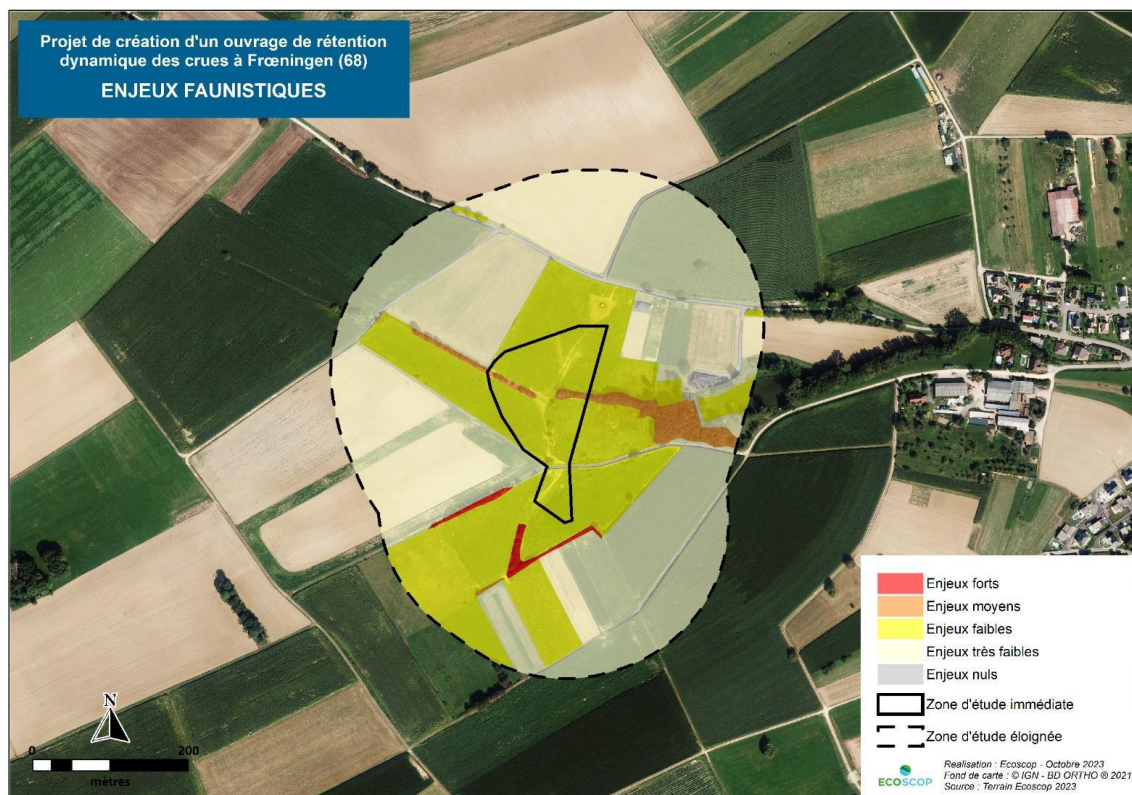 Projet de création d'un ouvrage de rétention
dynamique des crues à Frœningen (68)
ENJEUX FAUNISTIQUES
Enjeux forts
Enjeux moyens
Enjeux faibles
Enjeux très faibles
Enjeux nuls
Zone d'étude immédiate
Zone d'étude éloignée
N
0 200
mètres
ECOSCOP
Realisation : Ecoscop - Octobre 2023
Fond de carte : © IGN - BD ORTHO ® 2021
Source : Terrain Ecoscop 2023